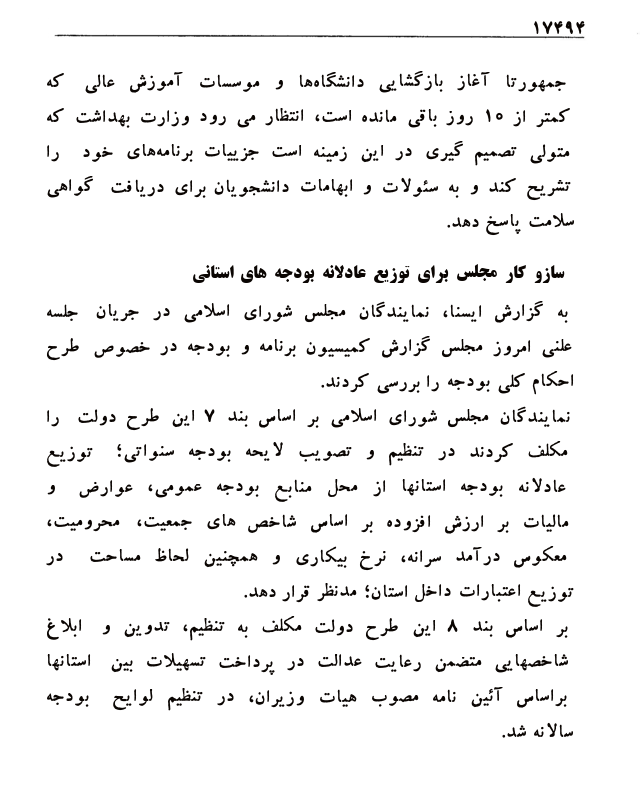 ۱۷۴۹۴
جمهورتا آغاز بازگشایی دانشگاه‌ها و موسسات آموزش عالی که
کمتر از ۱۰ روز باقی مانده است، انتظار می رود وزارت بهداشت که
متولی تصمیم گیری در این زمینه است جزییات برنامه‌های خود را
تشریح کند و به سئولات و ابهامات دانشجویان برای دریافت گواهی
سلامت پاسخ دهد.
سازو کار مجلس برای توزیع عادلانه بودجه های استانی
به گزارش ایسنا، نمایندگان مجلس شورای اسلامی در جریان جلسه
علنی امروز مجلس گزارش کمیسیون برنامه و بودجه در خصوص طرح
احکام کلی بودجه را بررسی کردند.
نمایندگان مجلس شورای اسلامی بر اساس بند ۷ این طرح دولت را
مکلف کردند در تنظیم و تصویب لایحه بودجه سنواتی؛ توزیع
عادلانه بودجه استانها از محل منابع بودجه عمومی، عوارض و
مالیات بر ارزش افزوده بر اساس شاخص های جمعیت، محرومیت،
معکوس درآمد سرانه، نرخ بیکاری و همچنین لحاظ مساحت در
توزیع اعتبارات داخل استان؛ مدنظر قرار دهد.
بر اساس بند ۸ این طرح دولت مکلف به تنظیم، تدوین و ابلاغ
شاخصهایی متضمن رعایت عدالت در پرداخت تسهیلات بین استانها
براساس آئین نامه مصوب هیات وزیران، در تنظیم لوایح بودجه
سالانه شد.